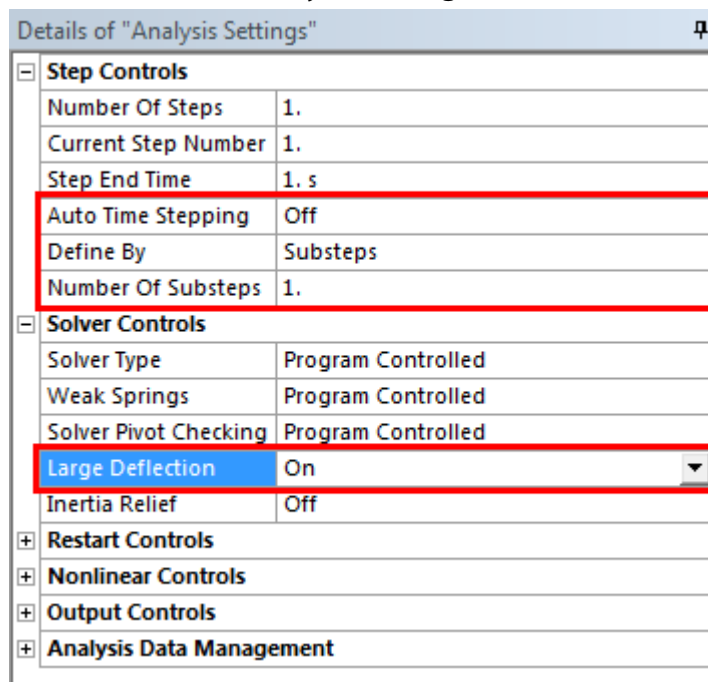 Details of "Analysis Settings"
Step Controls
Number Of Steps 1.
Current Step Number 1.
Step End Time 1. s
Auto Time Stepping Off
Define By Substeps
Number Of Substeps 1.
Solver Controls
Solver Type Program Controlled
Weak Springs Program Controlled
Solver Pivot Checking Program Controlled
Large Deflection On
Inertia Relief Off
Restart Controls
Nonlinear Controls
Output Controls
Analysis Data Management